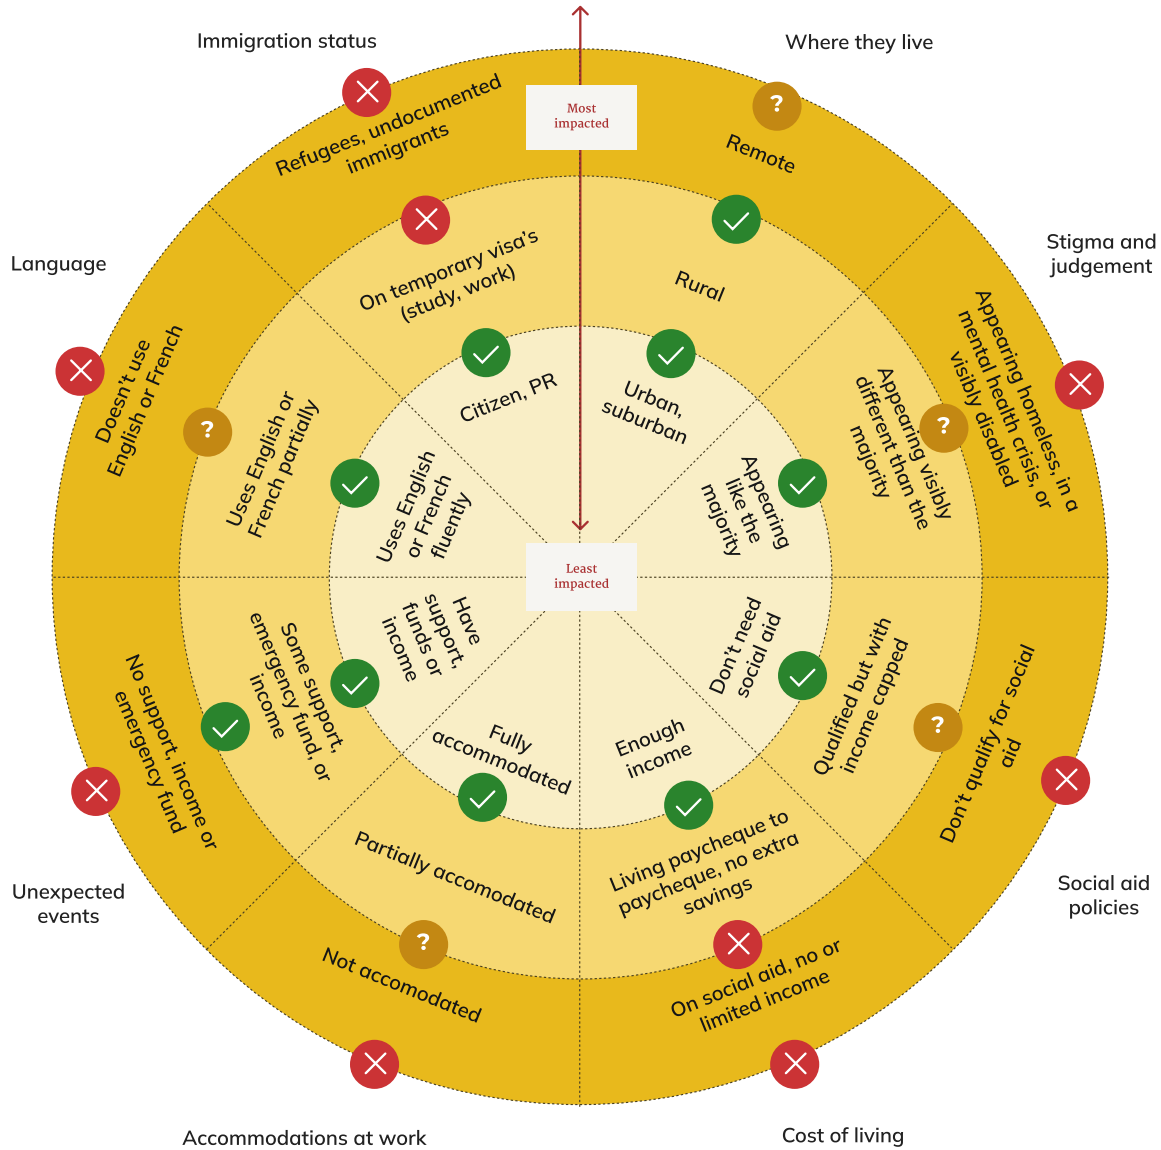 Immigration status
Where they live
Most
impacted
Refugees, undocumented
immigrants
?
Remote
On temporary visa's
(study, work)
Rural
Citizen, PR
Urban,
suburban
Stigma and
judgement
Appearing homeless, in a
mental health crisis, or
visibly disabled
?
Appearing visibly
different than the
majority
Appearing
like the
majority
Language
Doesn't use
English or French
?
Uses English or
French partially
Uses English
or French
fluently
Least
impacted
Have
support,
funds or
income
Some support,
emergency fund, or
income
No support, income or
emergency fund
Unexpected
events
Don't need
social aid
Qualified but with
income capped
?
Don't qualify for social
aid
Social aid
policies
Fully
accommodated
Partially accomodated
?
Not accomodated
Accommodations at work
Enough
income
Living paycheque to
paycheque, no extra
savings
On social aid, no or
limited income
Cost of living